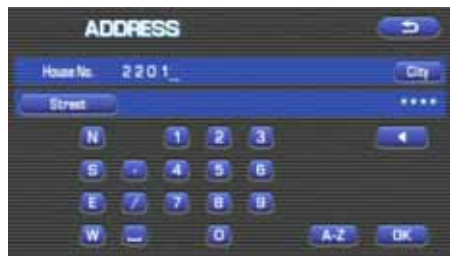 ADDRESS
House No. 2201_ City
Street ****
N 1 2 3
S - 4 5 6
E / 7 8 9
W 0 A-Z OK